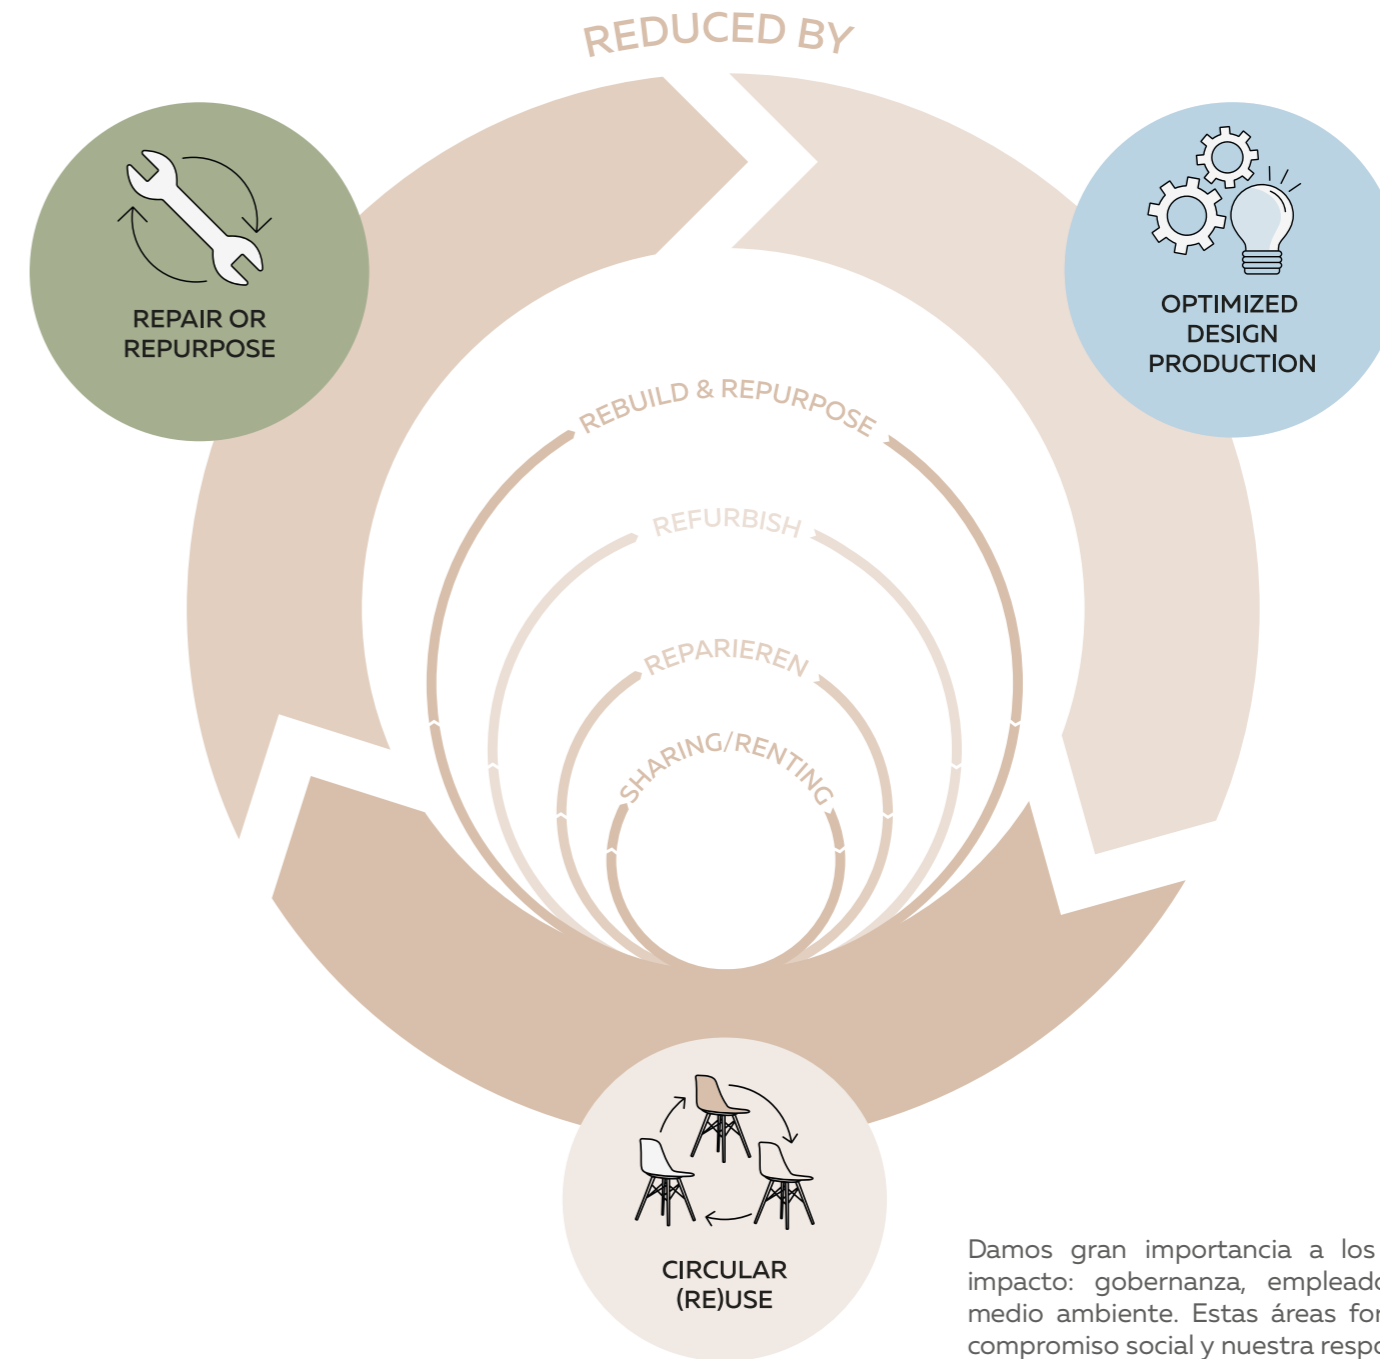 REDUCED BY
REPAIR OR
REPURPOSE
OPTIMIZED
DESIGN
PRODUCTION
REBUILD & REPURPOSE
REFURBISH
REPARIEREN
SHARING/RENTING
CIRCULAR
(RE)USE
Damos gran importancia a los
impacto: gobernanza,
medio ambiente. Estas áreas
compromiso social y nuestra